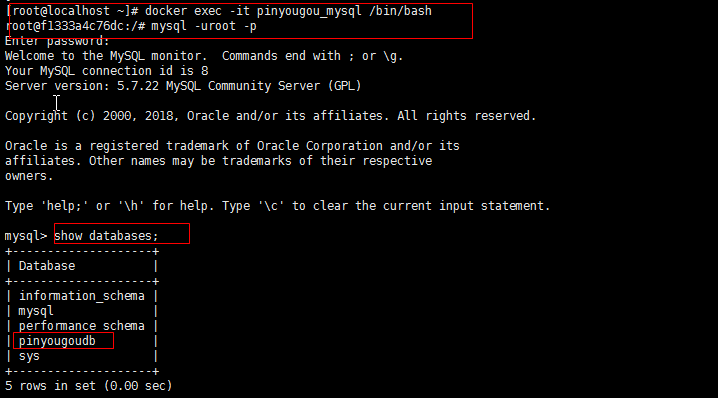 [root@localhost ~]# docker exec -it pinyougou_mysql /bin/bash
root@f1333a4c76dc:/# mysql -uroot -p
Enter password:
Welcome to the MySQL monitor.  Commands end with ; or \g.
Your MySQL connection id is 8
Server version: 5.7.22 MySQL Community Server (GPL)
Copyright (c) 2000, 2018, Oracle and/or its affiliates. All rights reserved.
Oracle is a registered trademark of Oracle Corporation and/or its
affiliates. Other names may be trademarks of their respective
owners.
Type 'help;' or '\h' for help. Type '\c' to clear the current input statement.
mysql> show databases;
+--------------------+
| Database           |
+--------------------+
| information_schema |
| mysql              |
| performance_schema |
| pinyougoudb        |
| sys                |
+--------------------+
5 rows in set (0.00 sec)